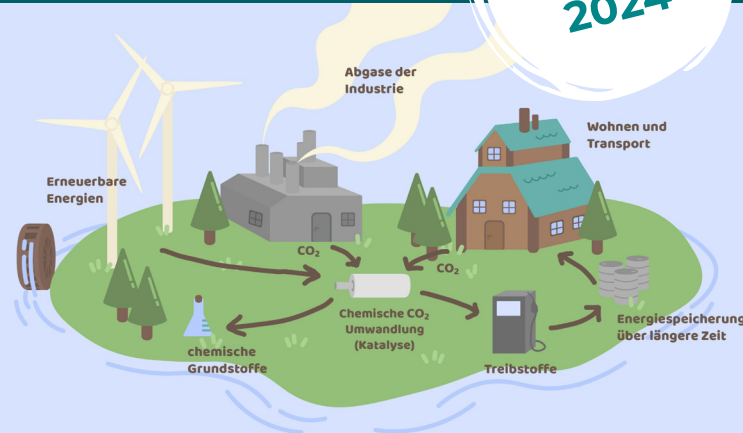 2024
Abgase der
Industrie
Wohnen und
Transport
Erneuerbare
Energien
CO₂
CO₂
Chemische CO₂
Umwandlung
(Katalyse)
Energiespeicherung
über längere Zeit
chemische
Grundstoffe
Treibstoffe